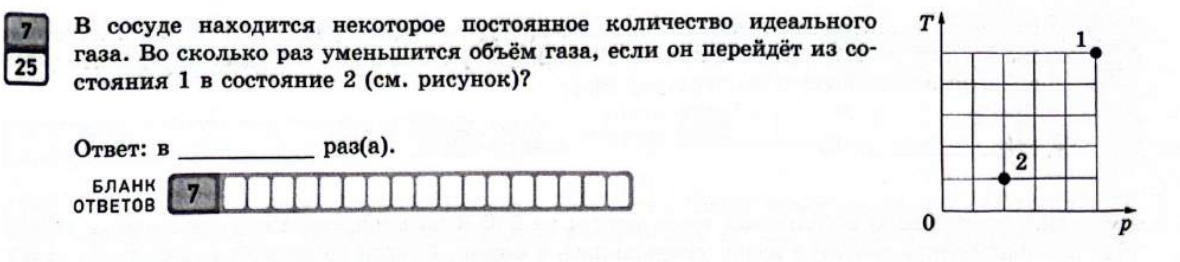 7
25
В сосуде находится некоторое постоянное количество идеального
газа. Во сколько раз уменьшится объём газа, если он перейдёт из со-
стояния 1 в состояние 2 (см. рисунок)?
Ответ: в ____________ раз(а).
БЛАНК
ОТВЕТОВ
7
T
1
2
0
p